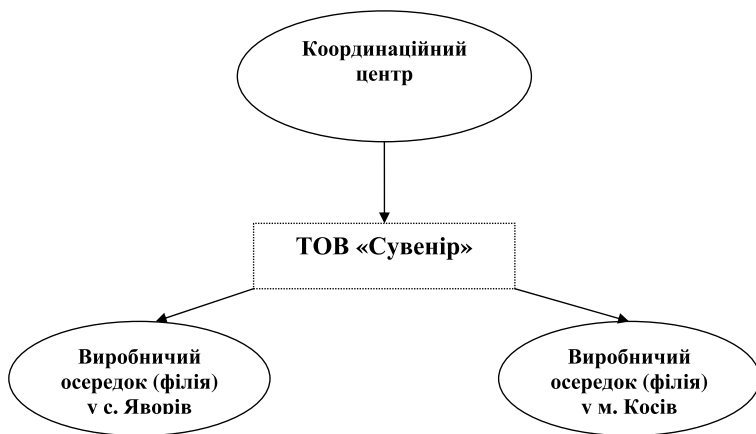 Координаційний
центр
ТОВ «Сувенір»
Виробничий
осередок (філія)
у с. Яворів
Виробничий
осередок (філія)
у м. Косів